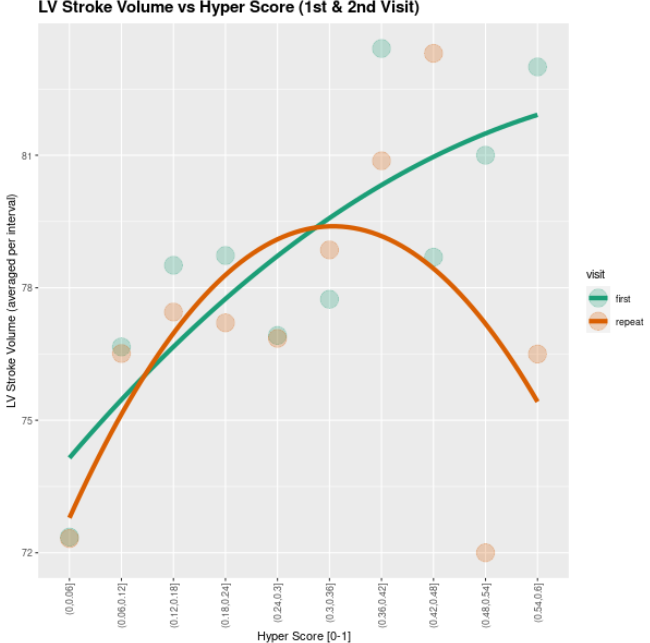 LV Stroke Volume vs Hyper Score (1st & 2nd Visit)
LV Stroke Volume (averaged per interval)
81
78
75
72
(0,0.06]
(0.06,0.12]
(0.12,0.18]
(0.18,0.24]
(0.24,0.3]
(0.3,0.36]
(0.36,0.42]
(0.42,0.48]
(0.48,0.54]
(0.54,0.6]
Hyper Score [0-1]
visit
first
repeat